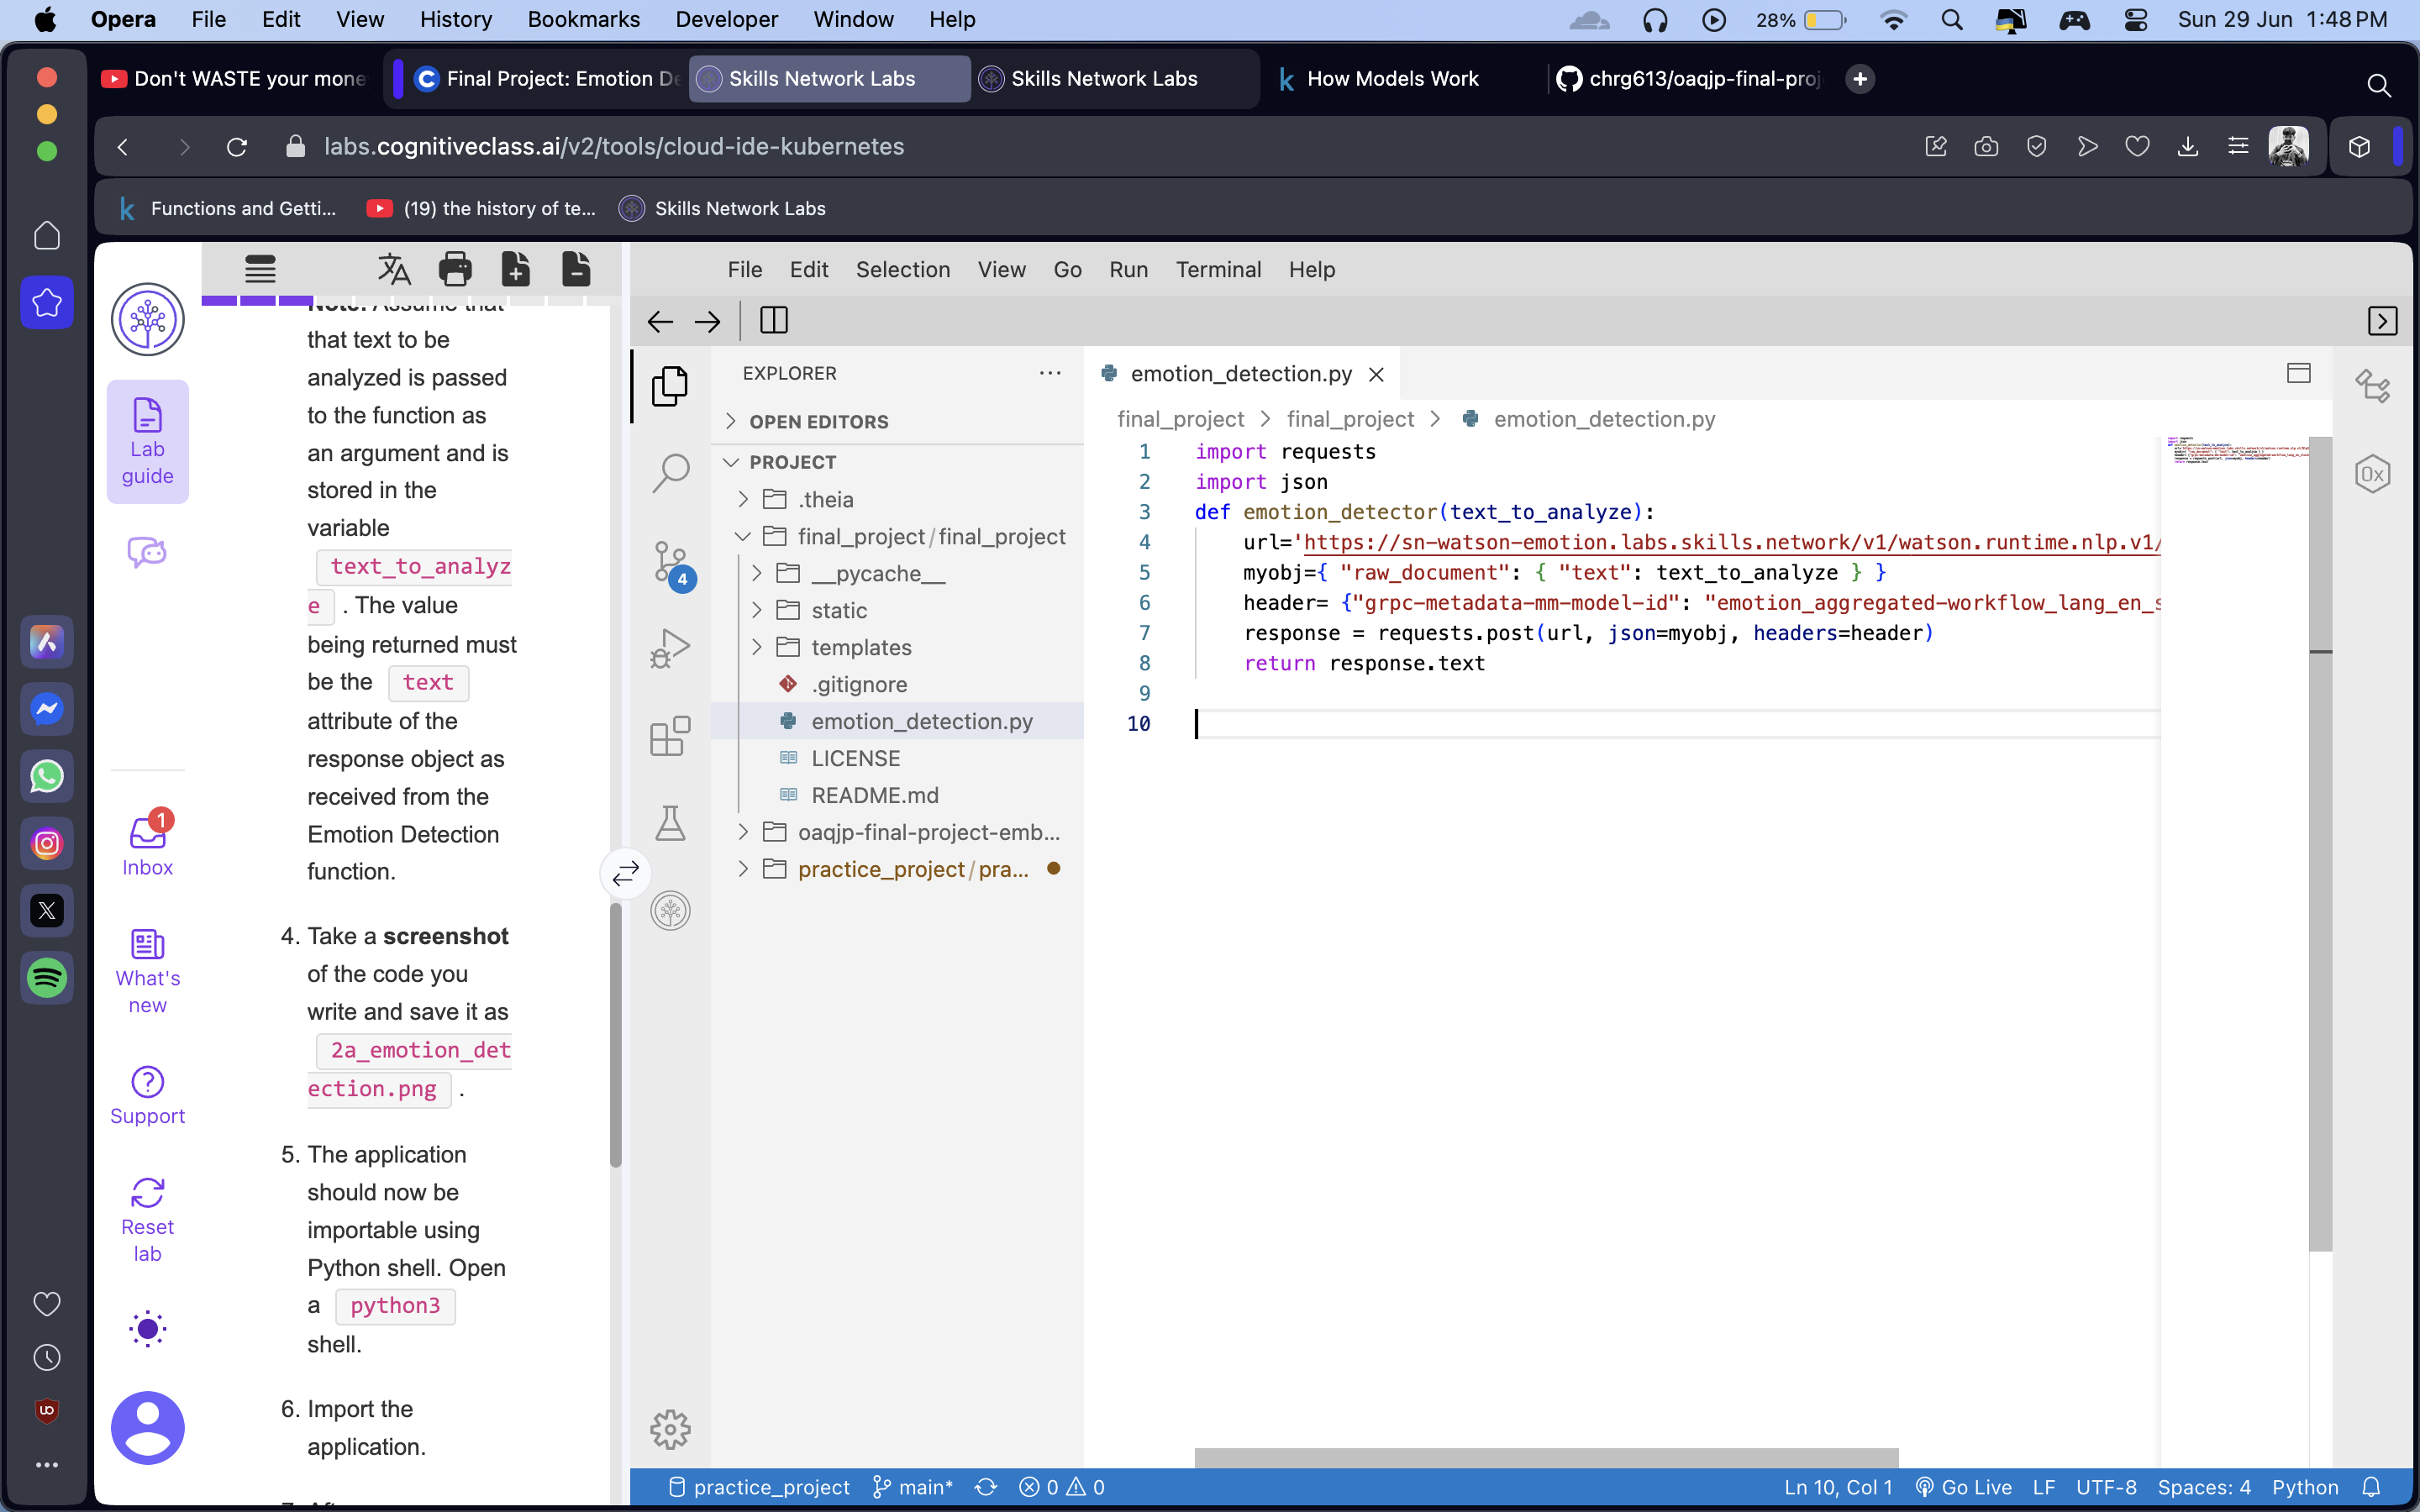 Opera File Edit View History Bookmarks Developer Window Help 28% Sun 29 Jun 1:48 PM
Don't WASTE your mone Final Project: Emotion De Skills Network Labs Skills Network Labs How Models Work chrg613/oaqjp-final-proj
labs.cognitiveclass.ai/v2/tools/cloud-ide-kubernetes
Functions and Getti... (19) the history of te... Skills Network Labs
Lab guide
Inbox
1
What's new
Support
Reset lab
Note: Assume that
that text to be
analyzed is passed
to the function as
an argument and is
stored in the
variable
text_to_analyz
e . The value
being returned must
be the text
attribute of the
response object as
received from the
Emotion Detection
function.
4. Take a screenshot
of the code you
write and save it as
2a_emotion_det
ection.png .
5. The application
should now be
importable using
Python shell. Open
a python3
shell.
6. Import the
application.
File Edit Selection View Go Run Terminal Help
EXPLORER
OPEN EDITORS
PROJECT
.theia
final_project / final_project
__pycache__
static
templates
.gitignore
emotion_detection.py
LICENSE
README.md
oaqjp-final-project-emb...
practice_project / pra...
4
emotion_detection.py
final_project > final_project > emotion_detection.py
1 import requests
2 import json
3 def emotion_detector(text_to_analyze):
4 url='https://sn-watson-emotion.labs.skills.network/v1/watson.runtime.nlp.v1/
5 myobj={ "raw_document": { "text": text_to_analyze } }
6 header= {"grpc-metadata-mm-model-id": "emotion_aggregated-workflow_lang_en_s
7 response = requests.post(url, json=myobj, headers=header)
8 return response.text
9
10
0x
practice_project main* 0 0 Ln 10, Col 1 Go Live LF UTF-8 Spaces: 4 Python